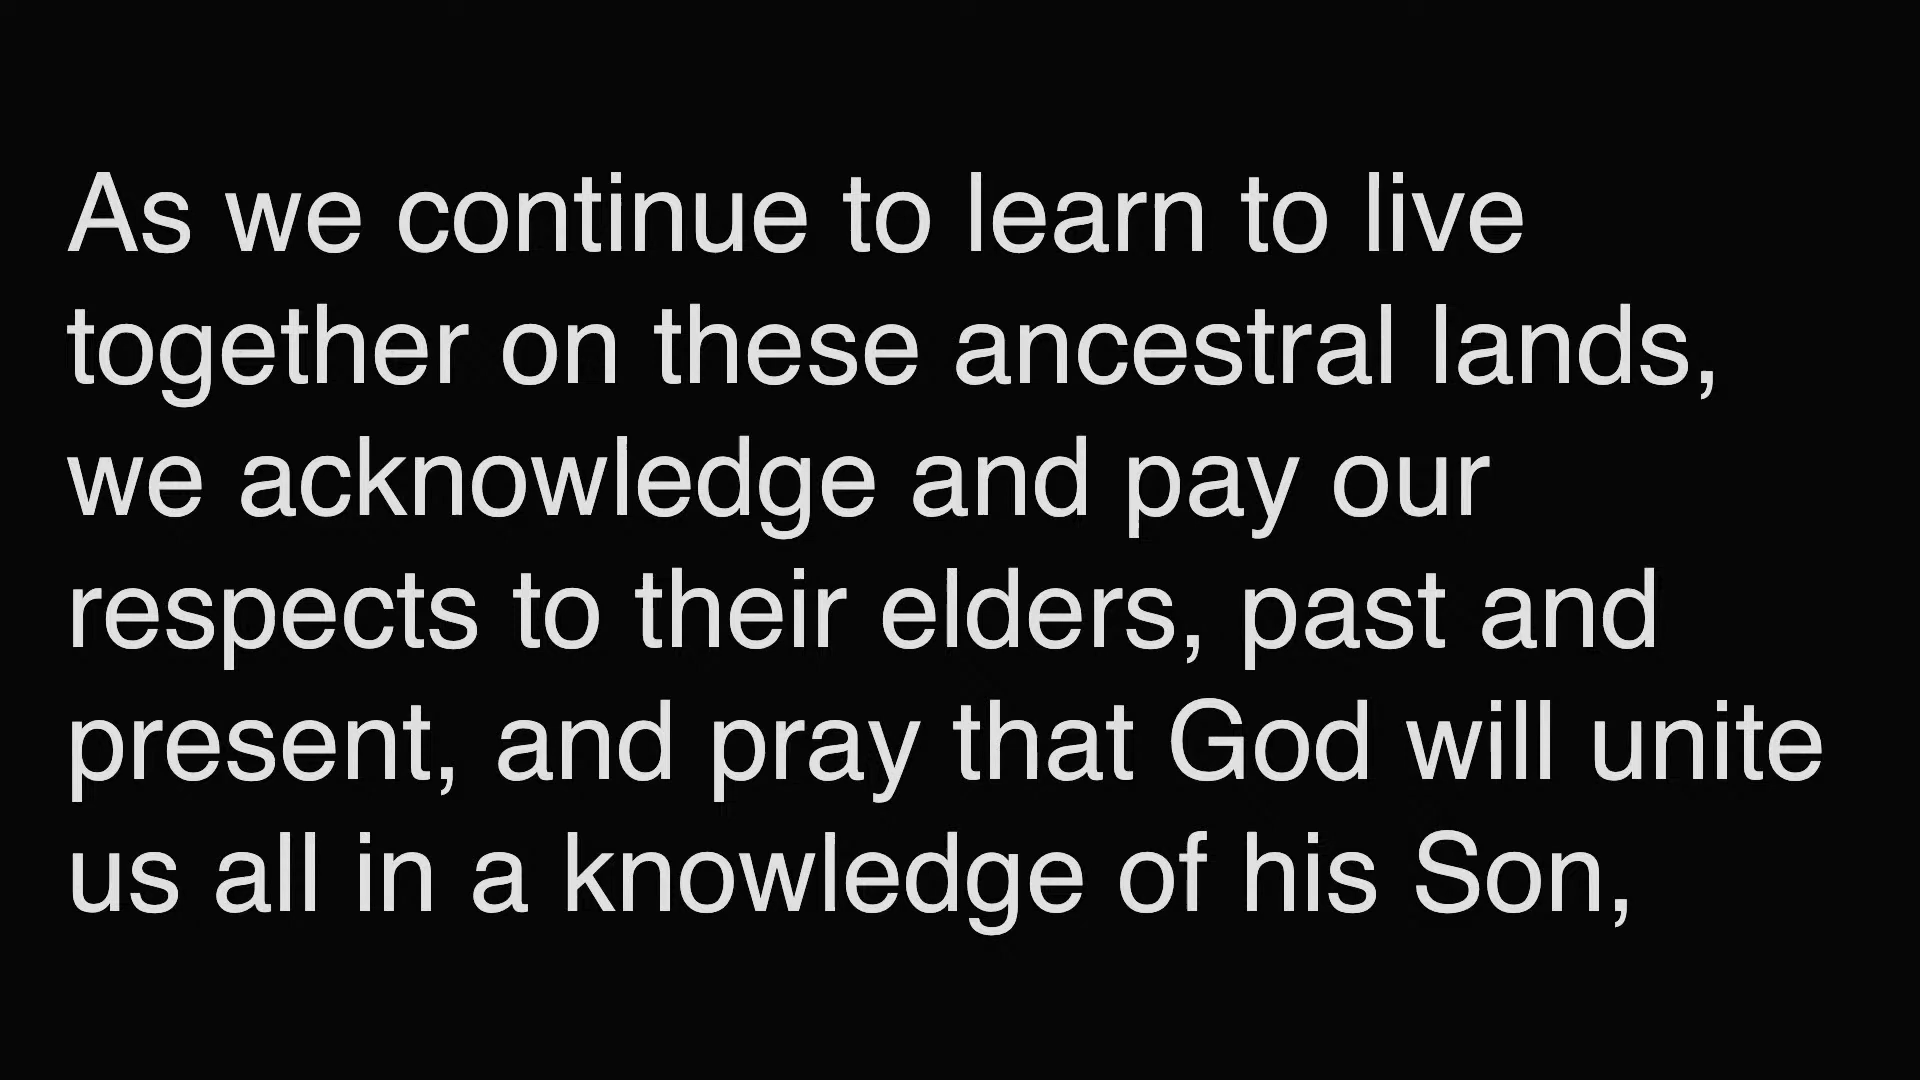 As we continue to learn to live
together on these ancestral lands,
we acknowledge and pay our
respects to their elders, past and
present, and pray that God will unite
us all in a knowledge of his Son,